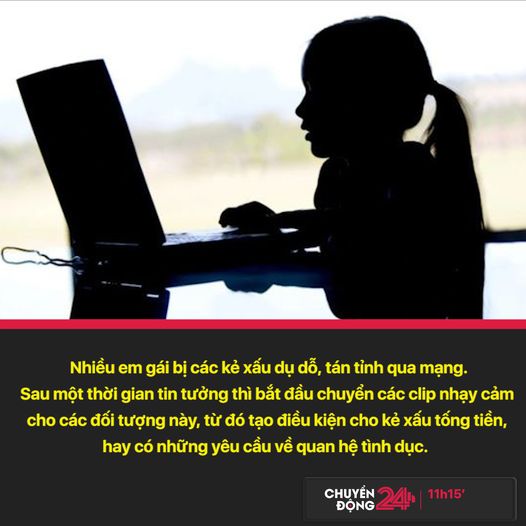 Nhiều em gái bị các kẻ xấu dụ dỗ, tán tỉnh qua mạng.
Sau một thời gian tin tưởng thì bắt đầu chuyển các clip nhạy cảm
cho các đối tượng này, từ đó tạo điều kiện cho kẻ xấu tống tiền,
hay có những yêu cầu về quan hệ tình dục.
CHUYỂN
ĐỘNG 24h 11h15'